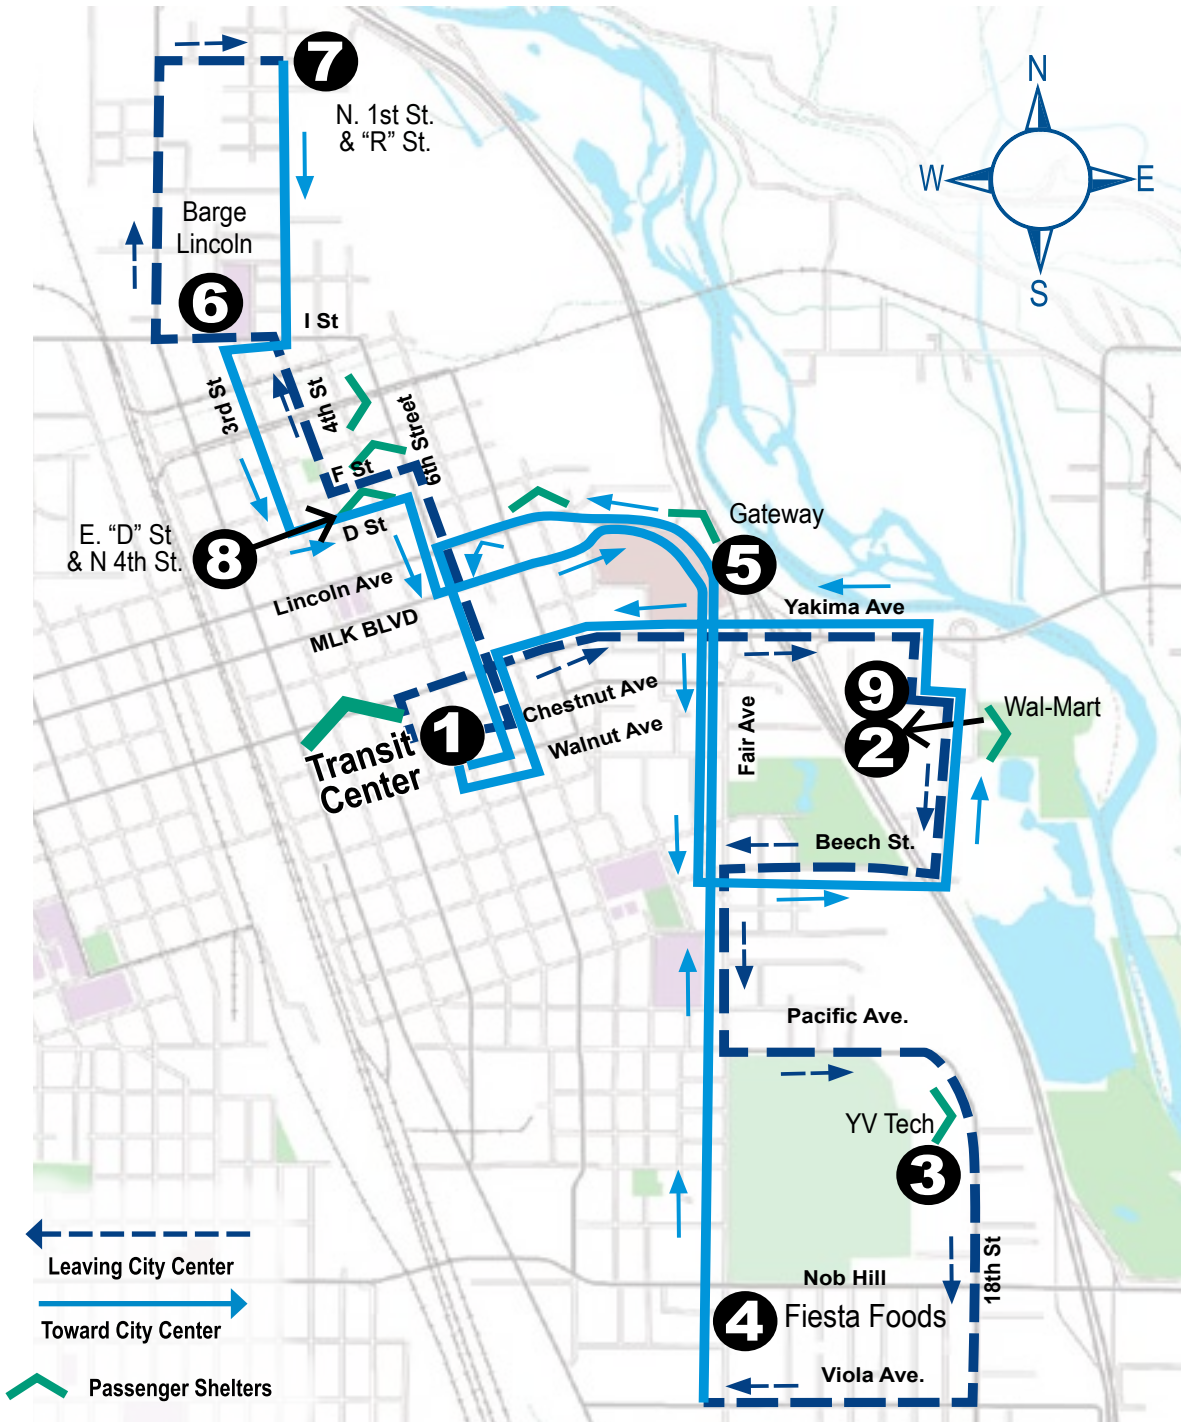 7
N. 1st St.
& “R” St.
N
W
E
S
Barge
Lincoln
6
I St
3rd St
4th St
6th Street
F St
E. “D” St
& N 4th St.
8
D St
Lincoln Ave
MLK BLVD
Gateway
5
Yakima Ave
9
2
Wal-Mart
Chestnut Ave
Walnut Ave
Fair Ave
1
Transit
Center
Beech St.
Pacific Ave.
YV Tech
3
18th St
Nob Hill
4
Fiesta Foods
Viola Ave.
Leaving City Center
Toward City Center
Passenger Shelters